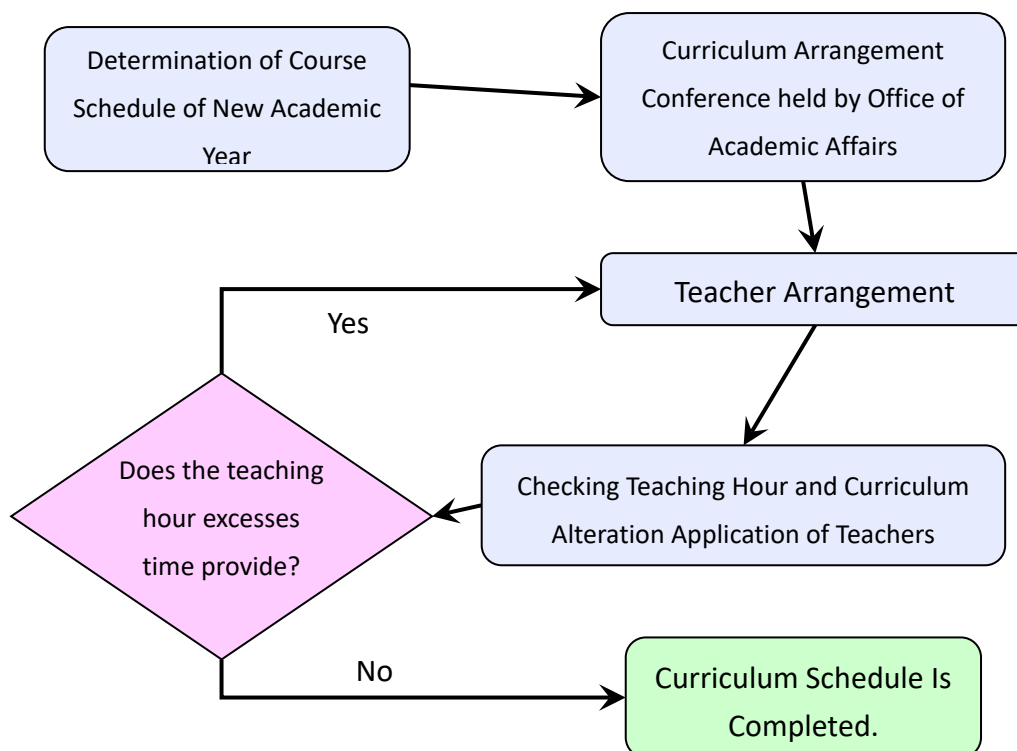 Determination of Course
Schedule of New Academic
Year
Curriculum Arrangement
Conference held by Office of
Academic Affairs
Teacher Arrangement
Yes
Checking Teaching Hour and Curriculum
Alteration Application of Teachers
Does the teaching
hour excesses
time provide?
No
Curriculum Schedule Is
Completed.